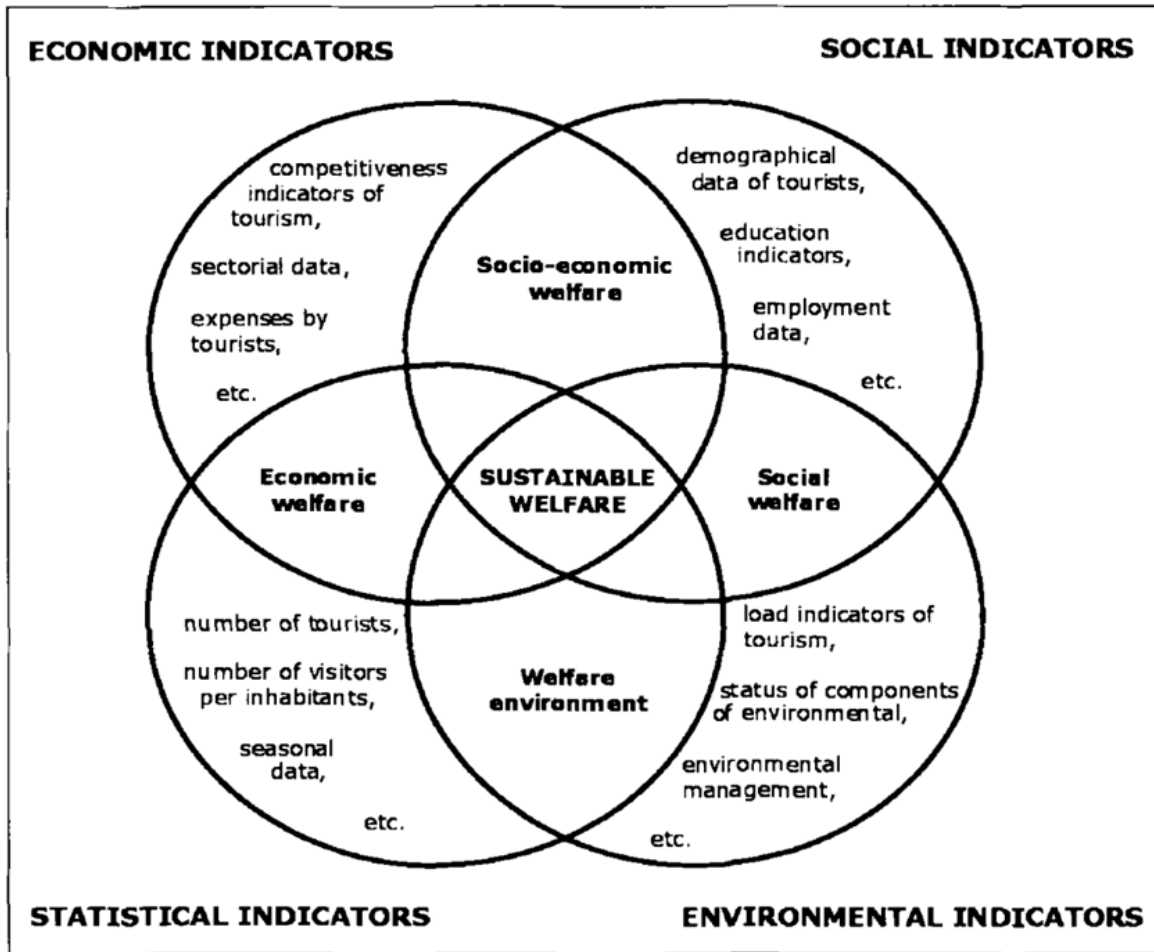 ECONOMIC INDICATORS
SOCIAL INDICATORS
competitiveness
indicators of
tourism,
sectorial data,
expenses by
tourists,
etc.
demographical
data of tourists,
education
indicators,
employment
data,
etc.
Socio-economic
welfare
Economic
welfare
SUSTAINABLE
WELFARE
Social
welfare
number of tourists,
number of visitors
per inhabitants,
seasonal
data,
etc.
Welfare
environment
load indicators of
tourism,
status of components
of environmental,
environmental
management,
etc.
STATISTICAL INDICATORS
ENVIRONMENTAL INDICATORS